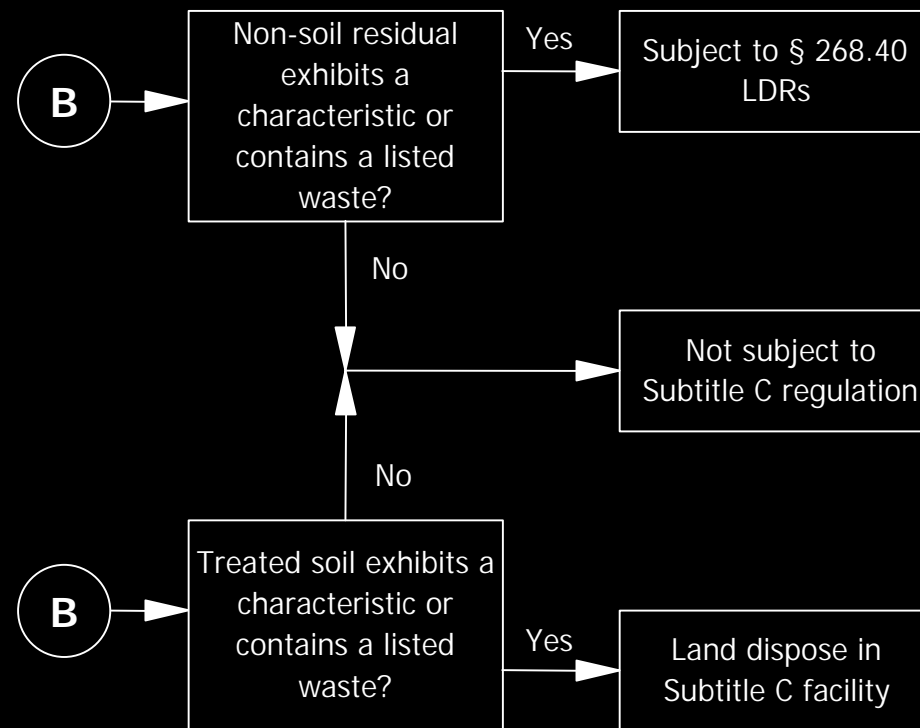 B
Non-soil residual
exhibits a
characteristic or
contains a listed
waste?
Yes
Subject to § 268.40
LDRs
No
Not subject to
Subtitle C regulation
No
B
Treated soil exhibits a
characteristic or
contains a listed
waste?
Yes
Land dispose in
Subtitle C facility